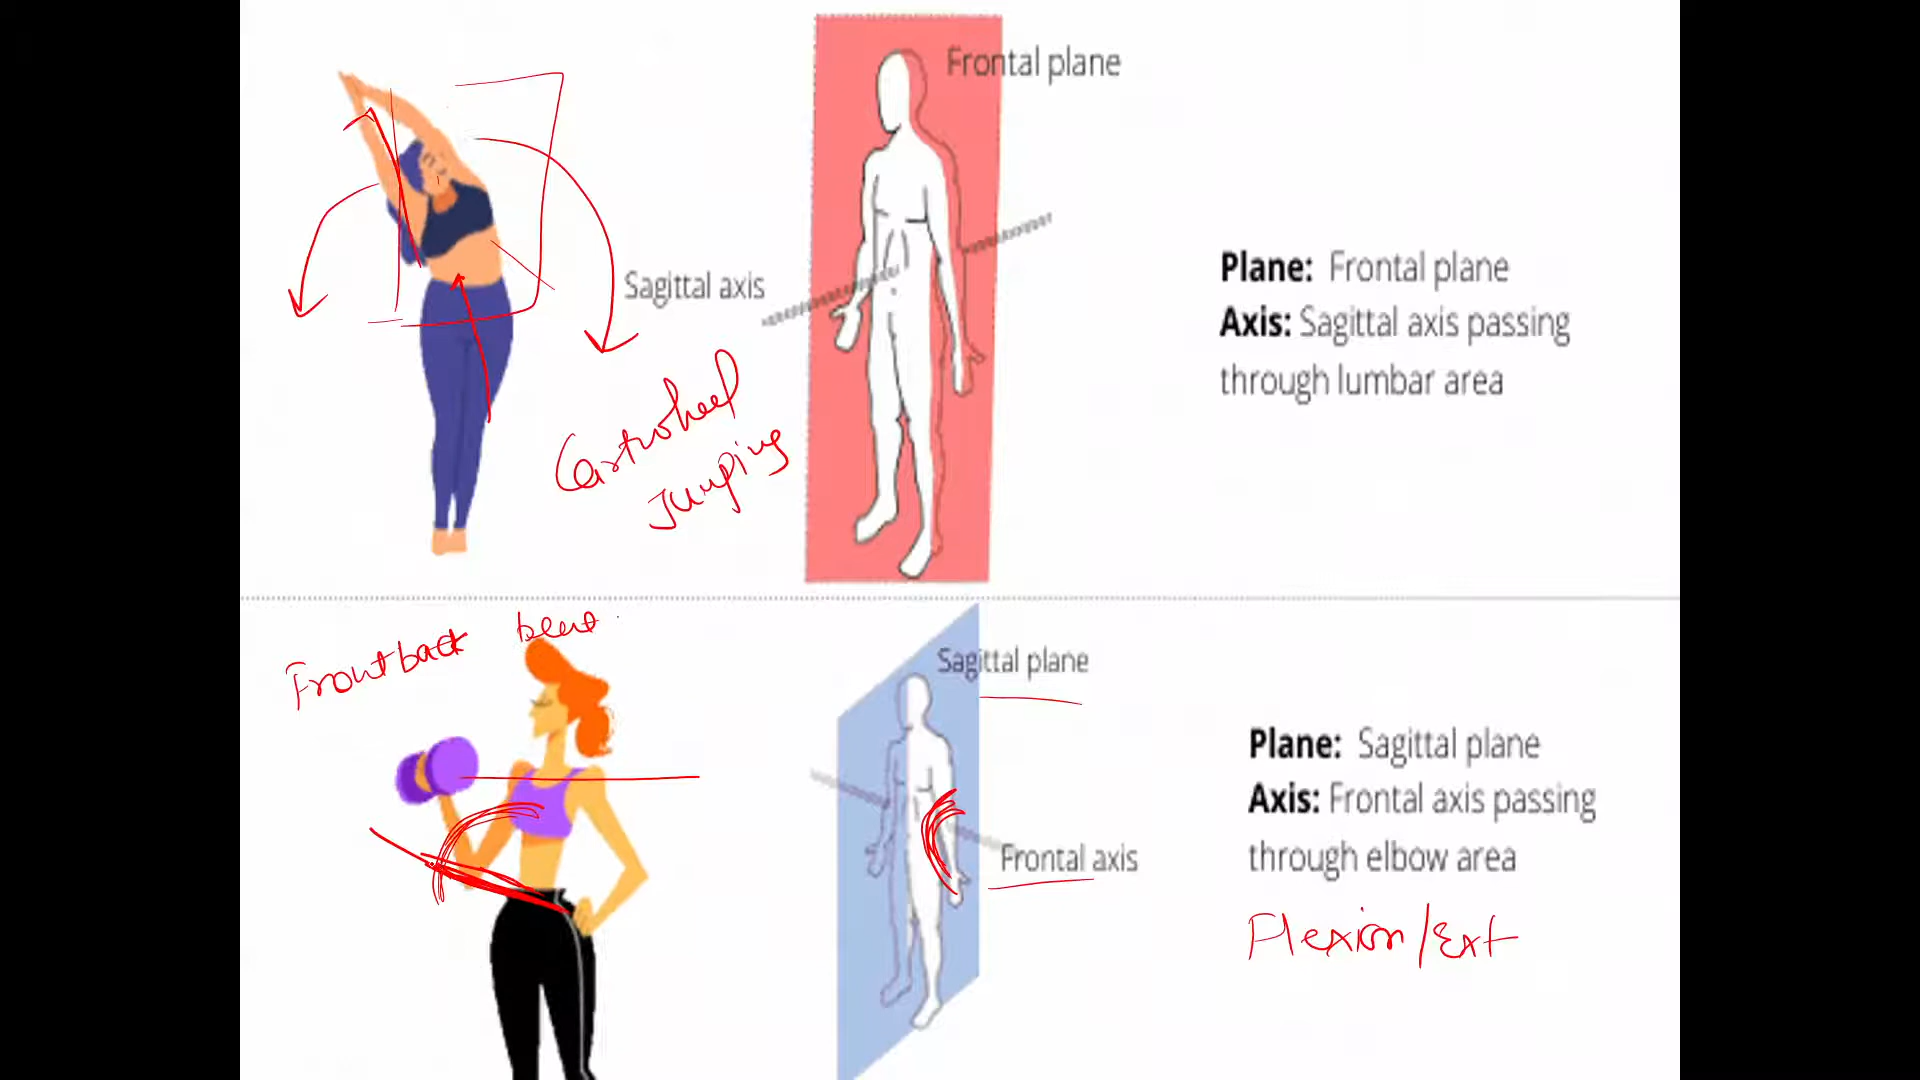 Frontal plane
Sagittal axis
Plane: Frontal plane
Axis: Sagittal axis passing
through lumbar area
Cartwheel
Jumping
Front back bent
Sagittal plane
Frontal axis
Plane: Sagittal plane
Axis: Frontal axis passing
through elbow area
Flexion/Ext